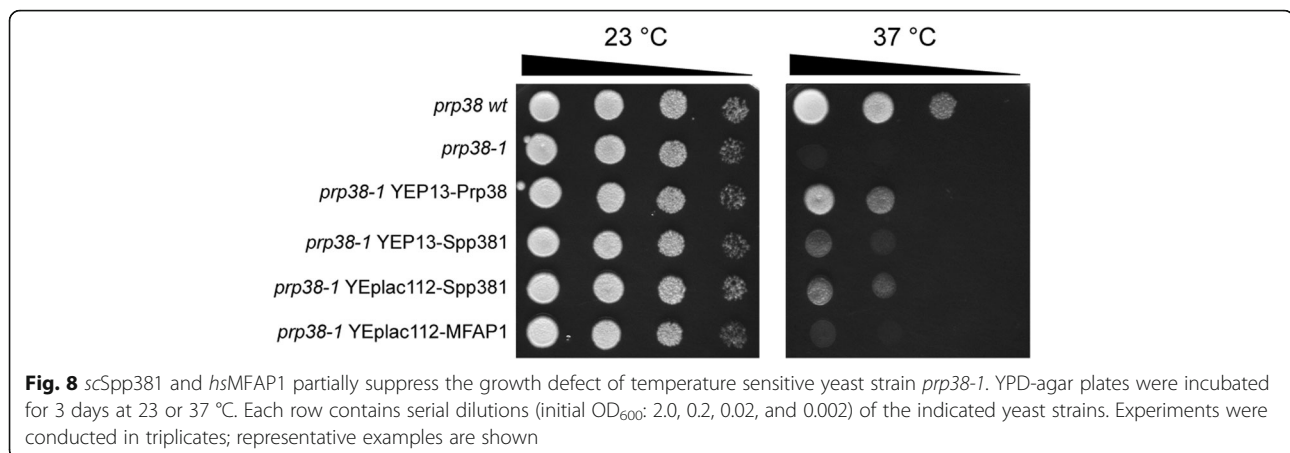 23 °C
37 °C
prp38 wt
prp38-1
prp38-1 YEP13-Prp38
prp38-1 YEP13-Spp381
prp38-1 YEplac112-Spp381
prp38-1 YEplac112-MFAP1
Fig. 8 scSpp381 and hsMFAP1 partially suppress the growth defect of temperature sensitive yeast strain prp38-1. YPD-agar plates were incubated
for 3 days at 23 or 37 °C. Each row contains serial dilutions (initial OD600: 2.0, 0.2, 0.02, and 0.002) of the indicated yeast strains. Experiments were
conducted in triplicates; representative examples are shown